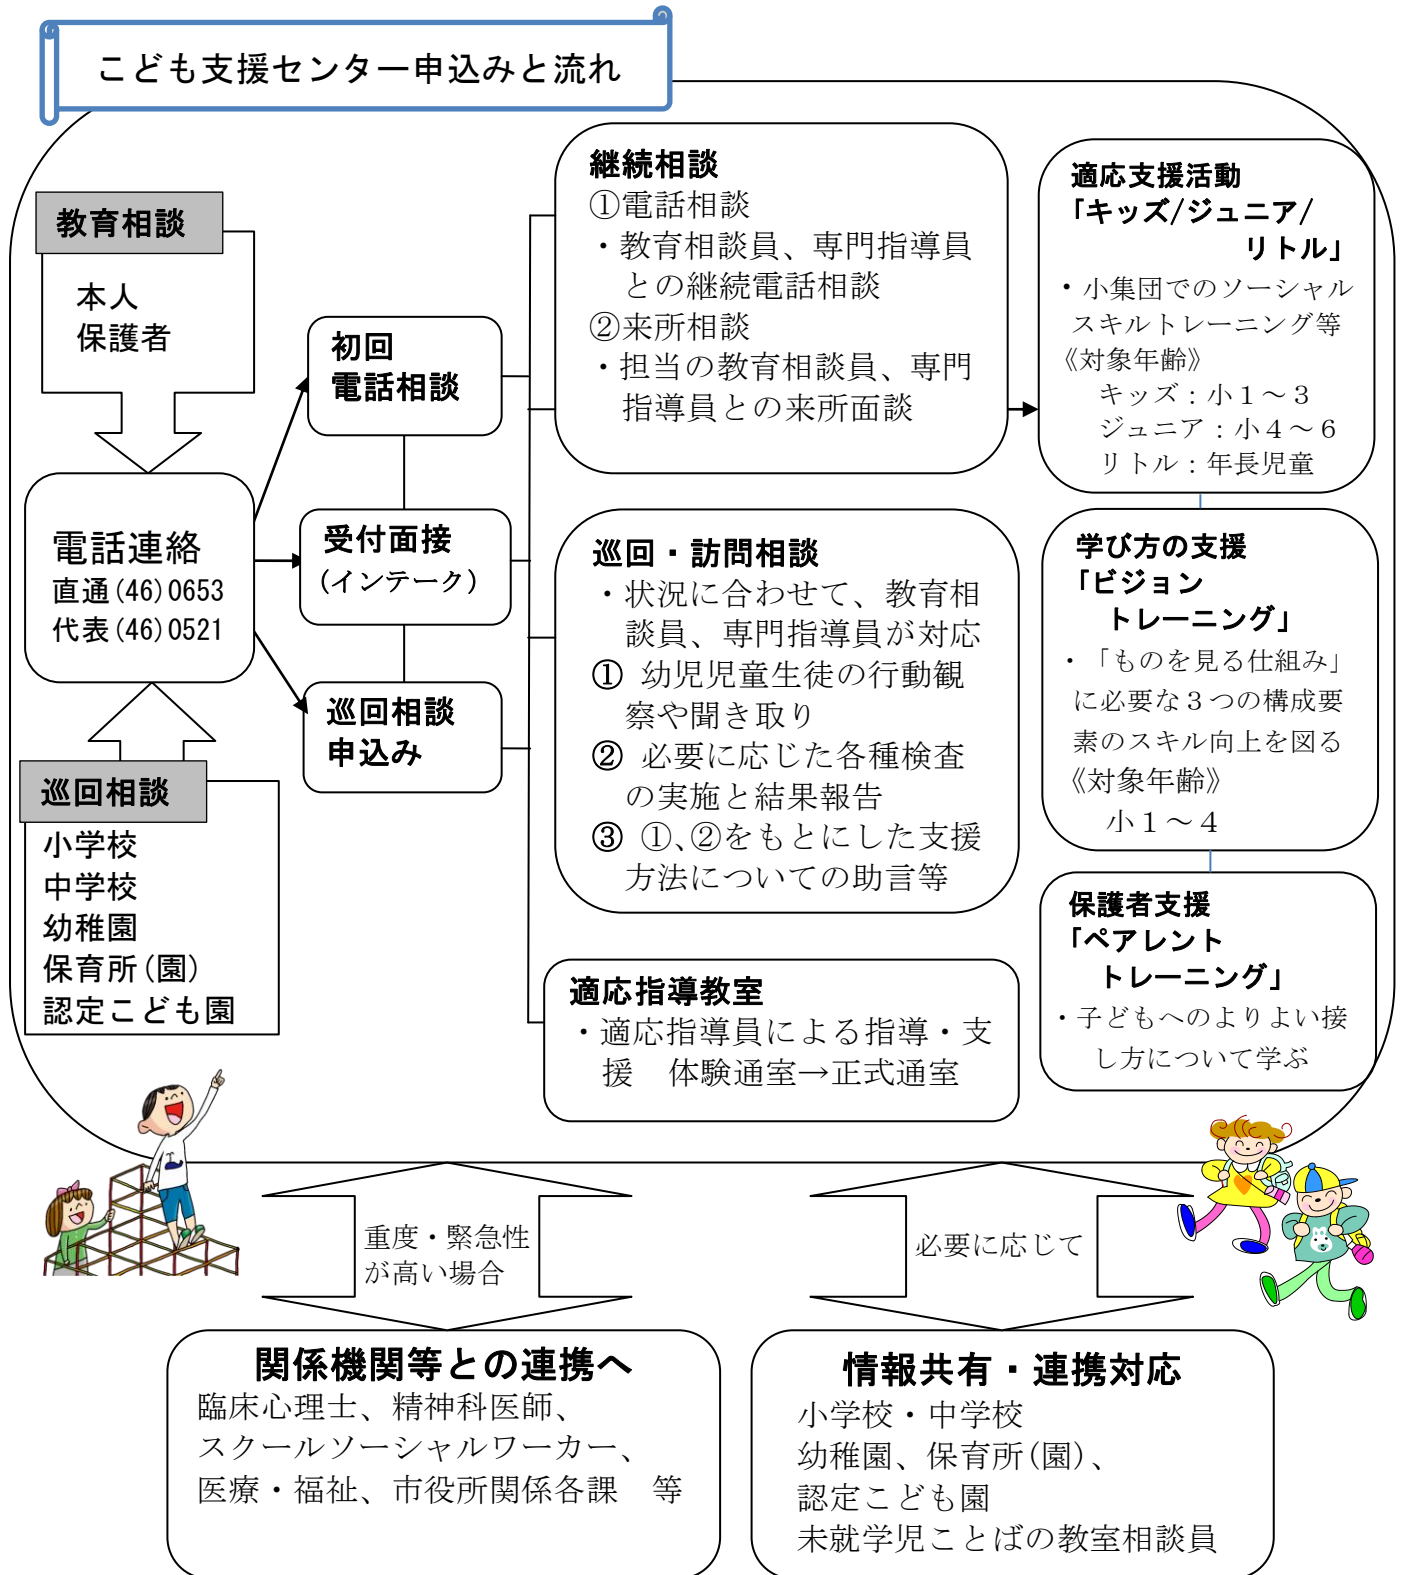 こども支援センター申込みと流れ
教育相談
本人
保護者
電話連絡
直通(46)0653
代表(46)0521
巡回相談
小学校
中学校
幼稚園
保育所(園)
認定こども園
初回
電話相談
受付面接
(インテーク)
巡回相談
申込み
継続相談
①電話相談
・教育相談員、専門指導員
との継続電話相談
②来所相談
・担当の教育相談員、専門
指導員との来所面談
巡回・訪問相談
・状況に合わせて、教育相
談員、専門指導員が対応
① 幼児児童生徒の行動観
察や聞き取り
② 必要に応じた各種検査
の実施と結果報告
③ ①、②をもとにした支援
方法についての助言等
適応指導教室
・適応指導員による指導・支
援　体験通室→正式通室
適応支援活動
「キッズ/ジュニア/
リトル」
・小集団でのソーシャル
スキルトレーニング等
《対象年齢》
キッズ：小１～３
ジュニア：小４～６
リトル：年長児童
学び方の支援
「ビジョン
トレーニング」
・「ものを見る仕組み」
に必要な３つの構成要
素のスキル向上を図る
《対象年齢》
小１～４
保護者支援
「ペアレント
トレーニング」
・子どもへのよりよい接
し方について学ぶ
重度・緊急性
が高い場合
必要に応じて
関係機関等との連携へ
臨床心理士、精神科医師、
スクールソーシャルワーカー、
医療・福祉、市役所関係各課　等
情報共有・連携対応
小学校・中学校
幼稚園、保育所(園)、
認定こども園
未就学児ことばの教室相談員